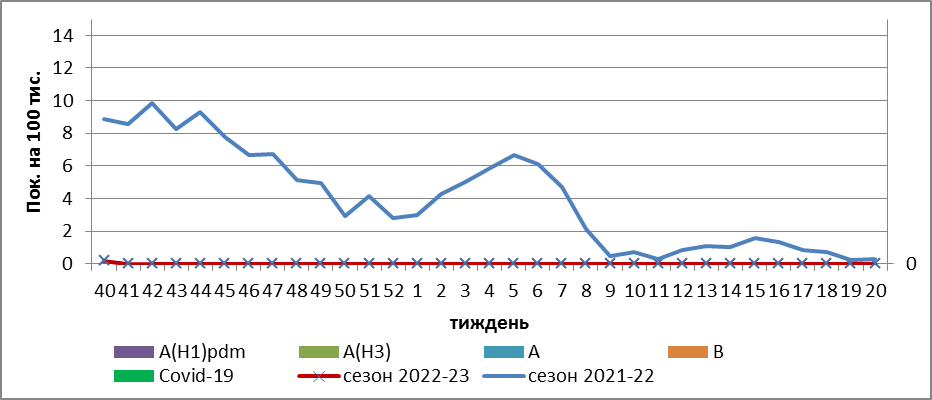 Пок. на 100 тис.
14
12
10
8
6
4
2
0
0
40 41 42 43 44 45 46 47 48 49 50 51 52 1 2 3 4 5 6 7 8 9 10 11 12 13 14 15 16 17 18 19 20
тиждень
A(H1)pdm A(H3) A B
Covid-19 сезон 2022-23 сезон 2021-22